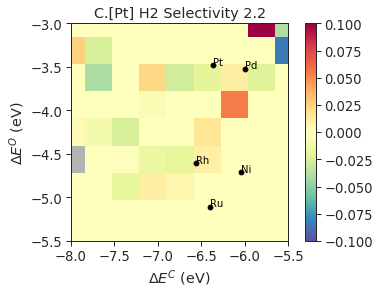 C.[Pt] H2 Selectivity 2.2
ΔE^O (eV)
−3.0
−3.5
−4.0
−4.5
−5.0
−5.5
Pt
Pd
Rh
Ni
Ru
−8.0 −7.5 −7.0 −6.5 −6.0 −5.5
ΔE^C (eV)
0.100
0.075
0.050
0.025
0.000
−0.025
−0.050
−0.075
−0.100